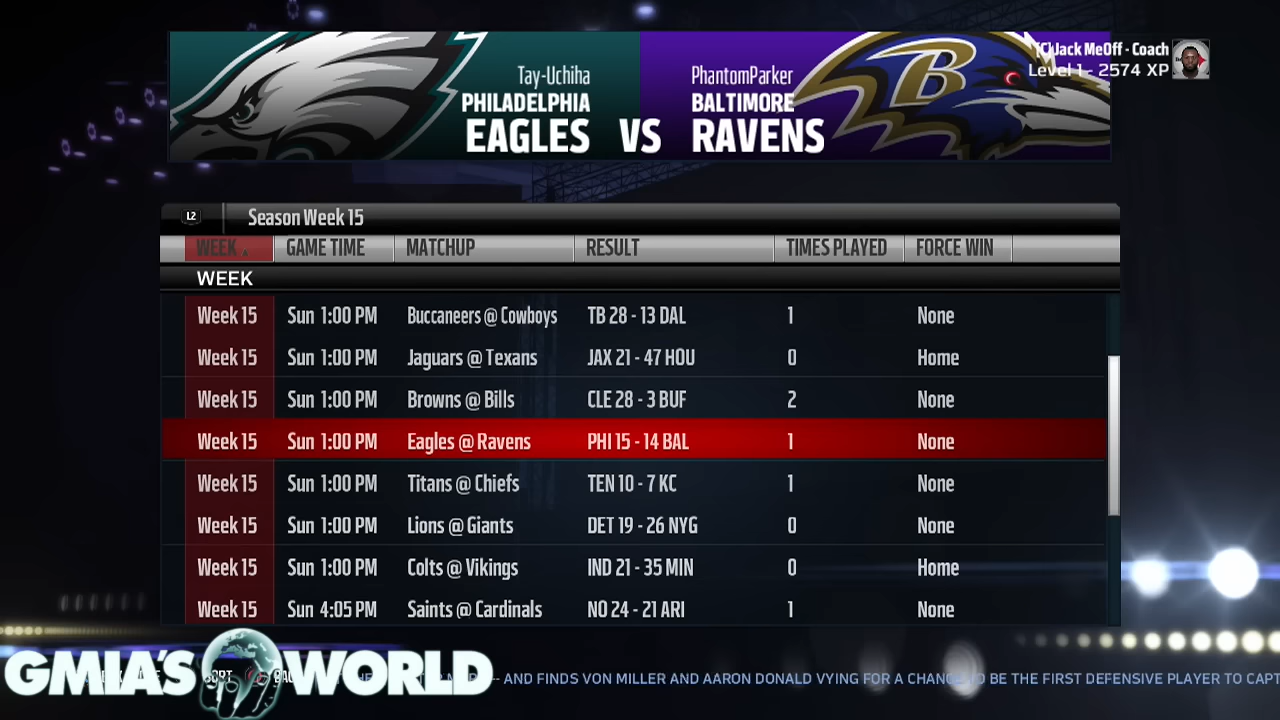 Tay-Uchiha
PHILADELPHIA
EAGLES
VS
PhantomParker
BALTIMORE
RAVENS
B
(C)Jack MeOff - Coach
Level 1 - 2574 XP
L2 Season Week 15
WEEK GAME TIME MATCHUP RESULT TIMES PLAYED FORCE WIN
WEEK
Week 15 Sun 1:00 PM Buccaneers @ Cowboys TB 28 - 13 DAL 1 None
Week 15 Sun 1:00 PM Jaguars @ Texans JAX 21 - 47 HOU 0 Home
Week 15 Sun 1:00 PM Browns @ Bills CLE 28 - 3 BUF 2 None
Week 15 Sun 1:00 PM Eagles @ Ravens PHI 15 - 14 BAL 1 None
Week 15 Sun 1:00 PM Titans @ Chiefs TEN 10 - 7 KC 1 None
Week 15 Sun 1:00 PM Lions @ Giants DET 19 - 26 NYG 0 None
Week 15 Sun 1:00 PM Colts @ Vikings IND 21 - 35 MIN 0 Home
Week 15 Sun 4:05 PM Saints @ Cardinals NO 24 - 21 ARI 1 None
GMIA'S WORLD
-- AND FINDS VON MILLER AND AARON DONALD VYING FOR A CHANCE TO BE THE FIRST DEFENSIVE PLAYER TO CAPT